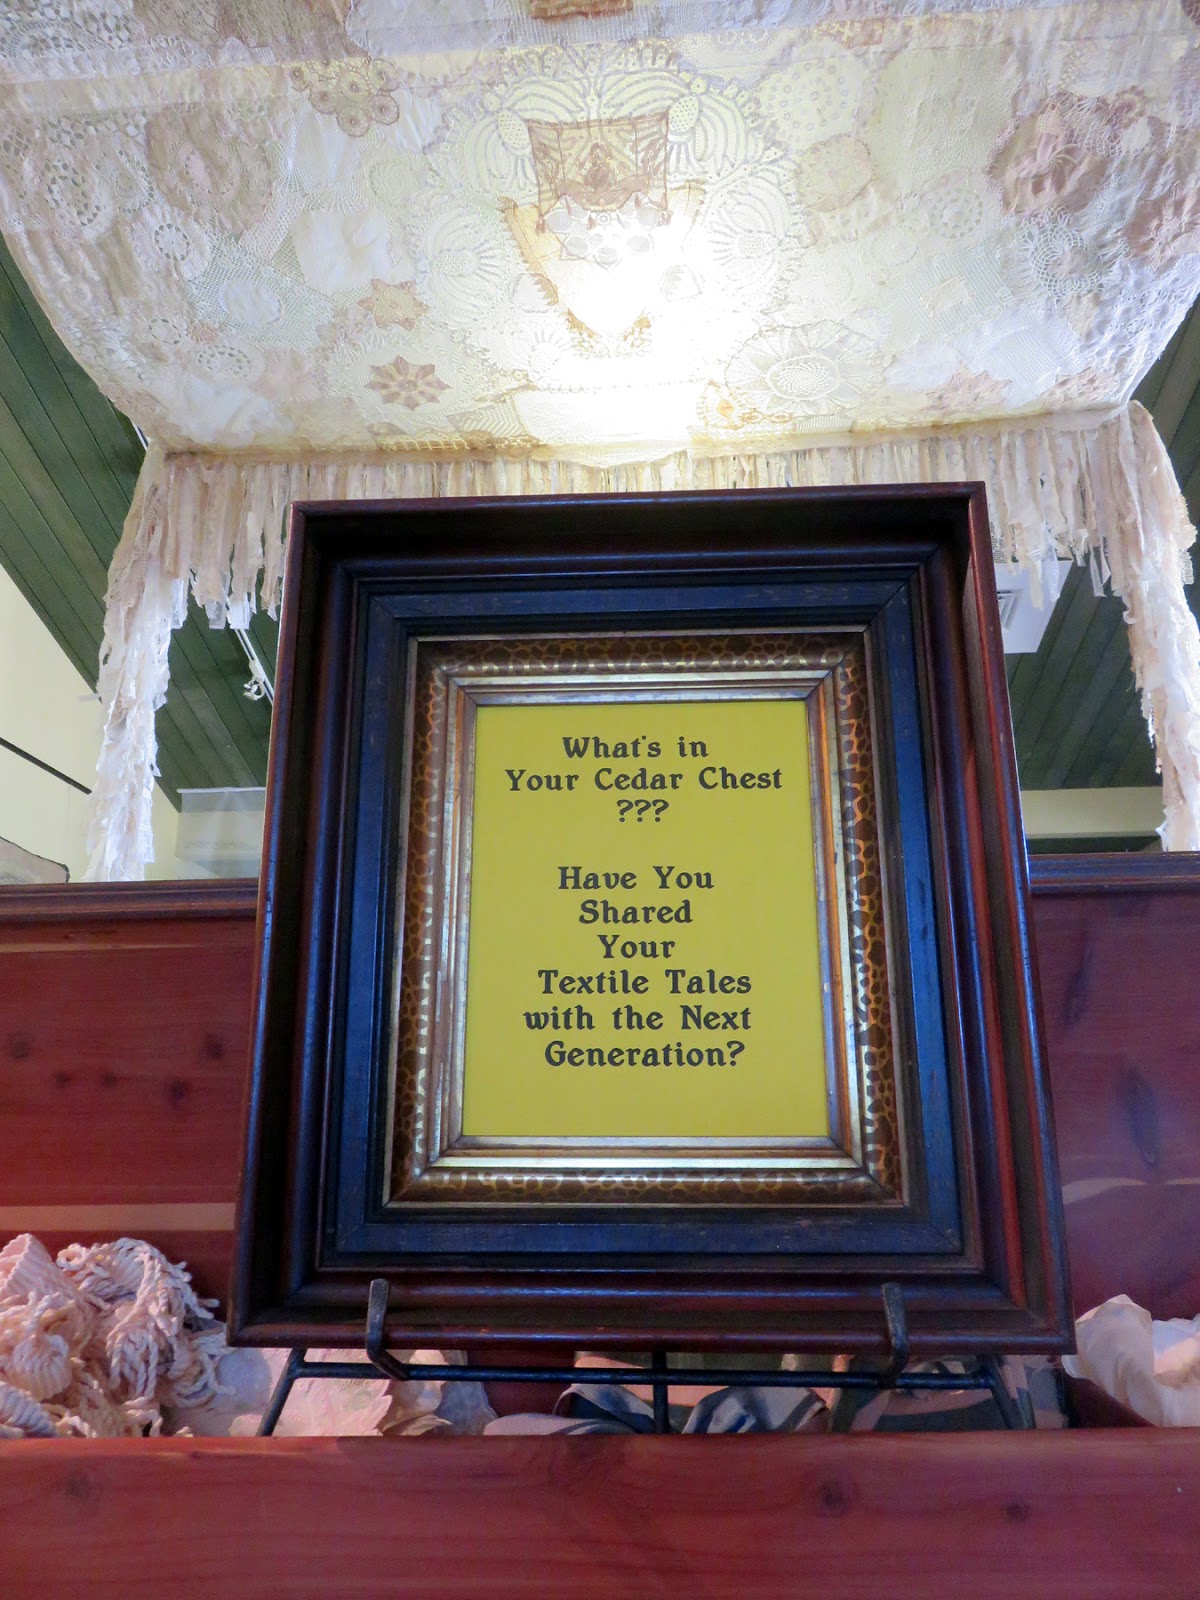 What's in
Your Cedar Chest
???
Have You
Shared
Your
Textile Tales
with the Next
Generation?